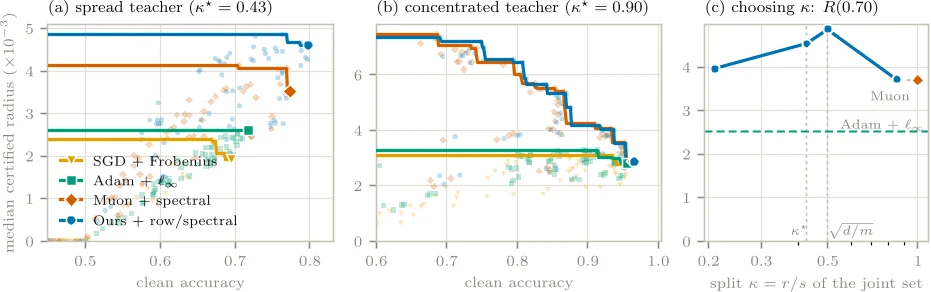 (a) spread teacher (κ⋆ = 0.43)
median certified radius (×10⁻³)
5
4
3
2
1
0
0.5
0.6
0.7
0.8
clean accuracy
SGD + Frobenius
Adam + ℓ∞
Muon + spectral
Ours + row/spectral
(b) concentrated teacher (κ⋆ = 0.90)
6
4
2
0
0.6
0.7
0.8
0.9
1.0
clean accuracy
(c) choosing κ: R(0.70)
4
3
2
1
0
Muon
Adam + ℓ∞
κ⋆
√d/m
0.2
0.3
0.5
1
split κ = r/s of the joint set